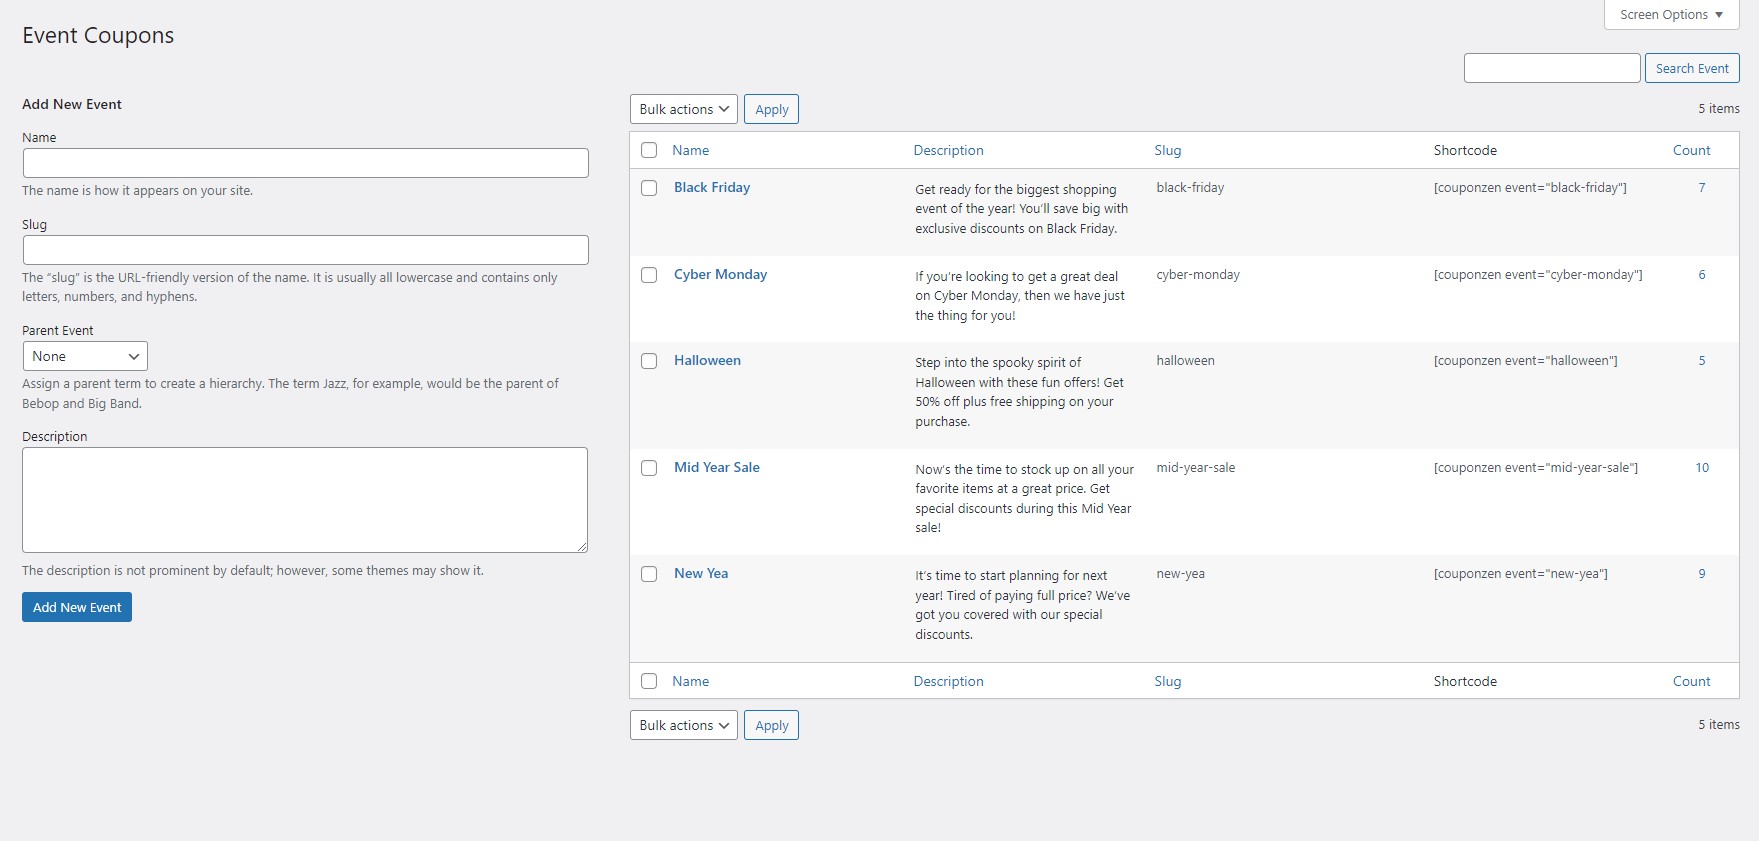 Screen Options
Event Coupons
Search Event
Add New Event
Name
The name is how it appears on your site.
Slug
The “slug” is the URL-friendly version of the name. It is usually all lowercase and contains only
letters, numbers, and hyphens.
Parent Event
None
Assign a parent term to create a hierarchy. The term Jazz, for example, would be the parent of
Bebop and Big Band.
Description
The description is not prominent by default; however, some themes may show it.
Add New Event
Bulk actions Apply 5 items
Name Description Slug Shortcode Count
Black Friday
Get ready for the biggest shopping
event of the year! You’ll save big with
exclusive discounts on Black Friday.
black-friday
[couponzen event="black-friday"]
7
Cyber Monday
If you’re looking to get a great deal
on Cyber Monday, then we have just
the thing for you!
cyber-monday
[couponzen event="cyber-monday"]
6
Halloween
Step into the spooky spirit of
Halloween with these fun offers! Get
50% off plus free shipping on your
purchase.
halloween
[couponzen event="halloween"]
5
Mid Year Sale
Now’s the time to stock up on all your
favorite items at a great price. Get
special discounts during this Mid Year
sale!
mid-year-sale
[couponzen event="mid-year-sale"]
10
New Yea
It’s time to start planning for next
year! Tired of paying full price? We’ve
got you covered with our special
discounts.
new-yea
[couponzen event="new-yea"]
9
Name Description Slug Shortcode Count
Bulk actions Apply 5 items